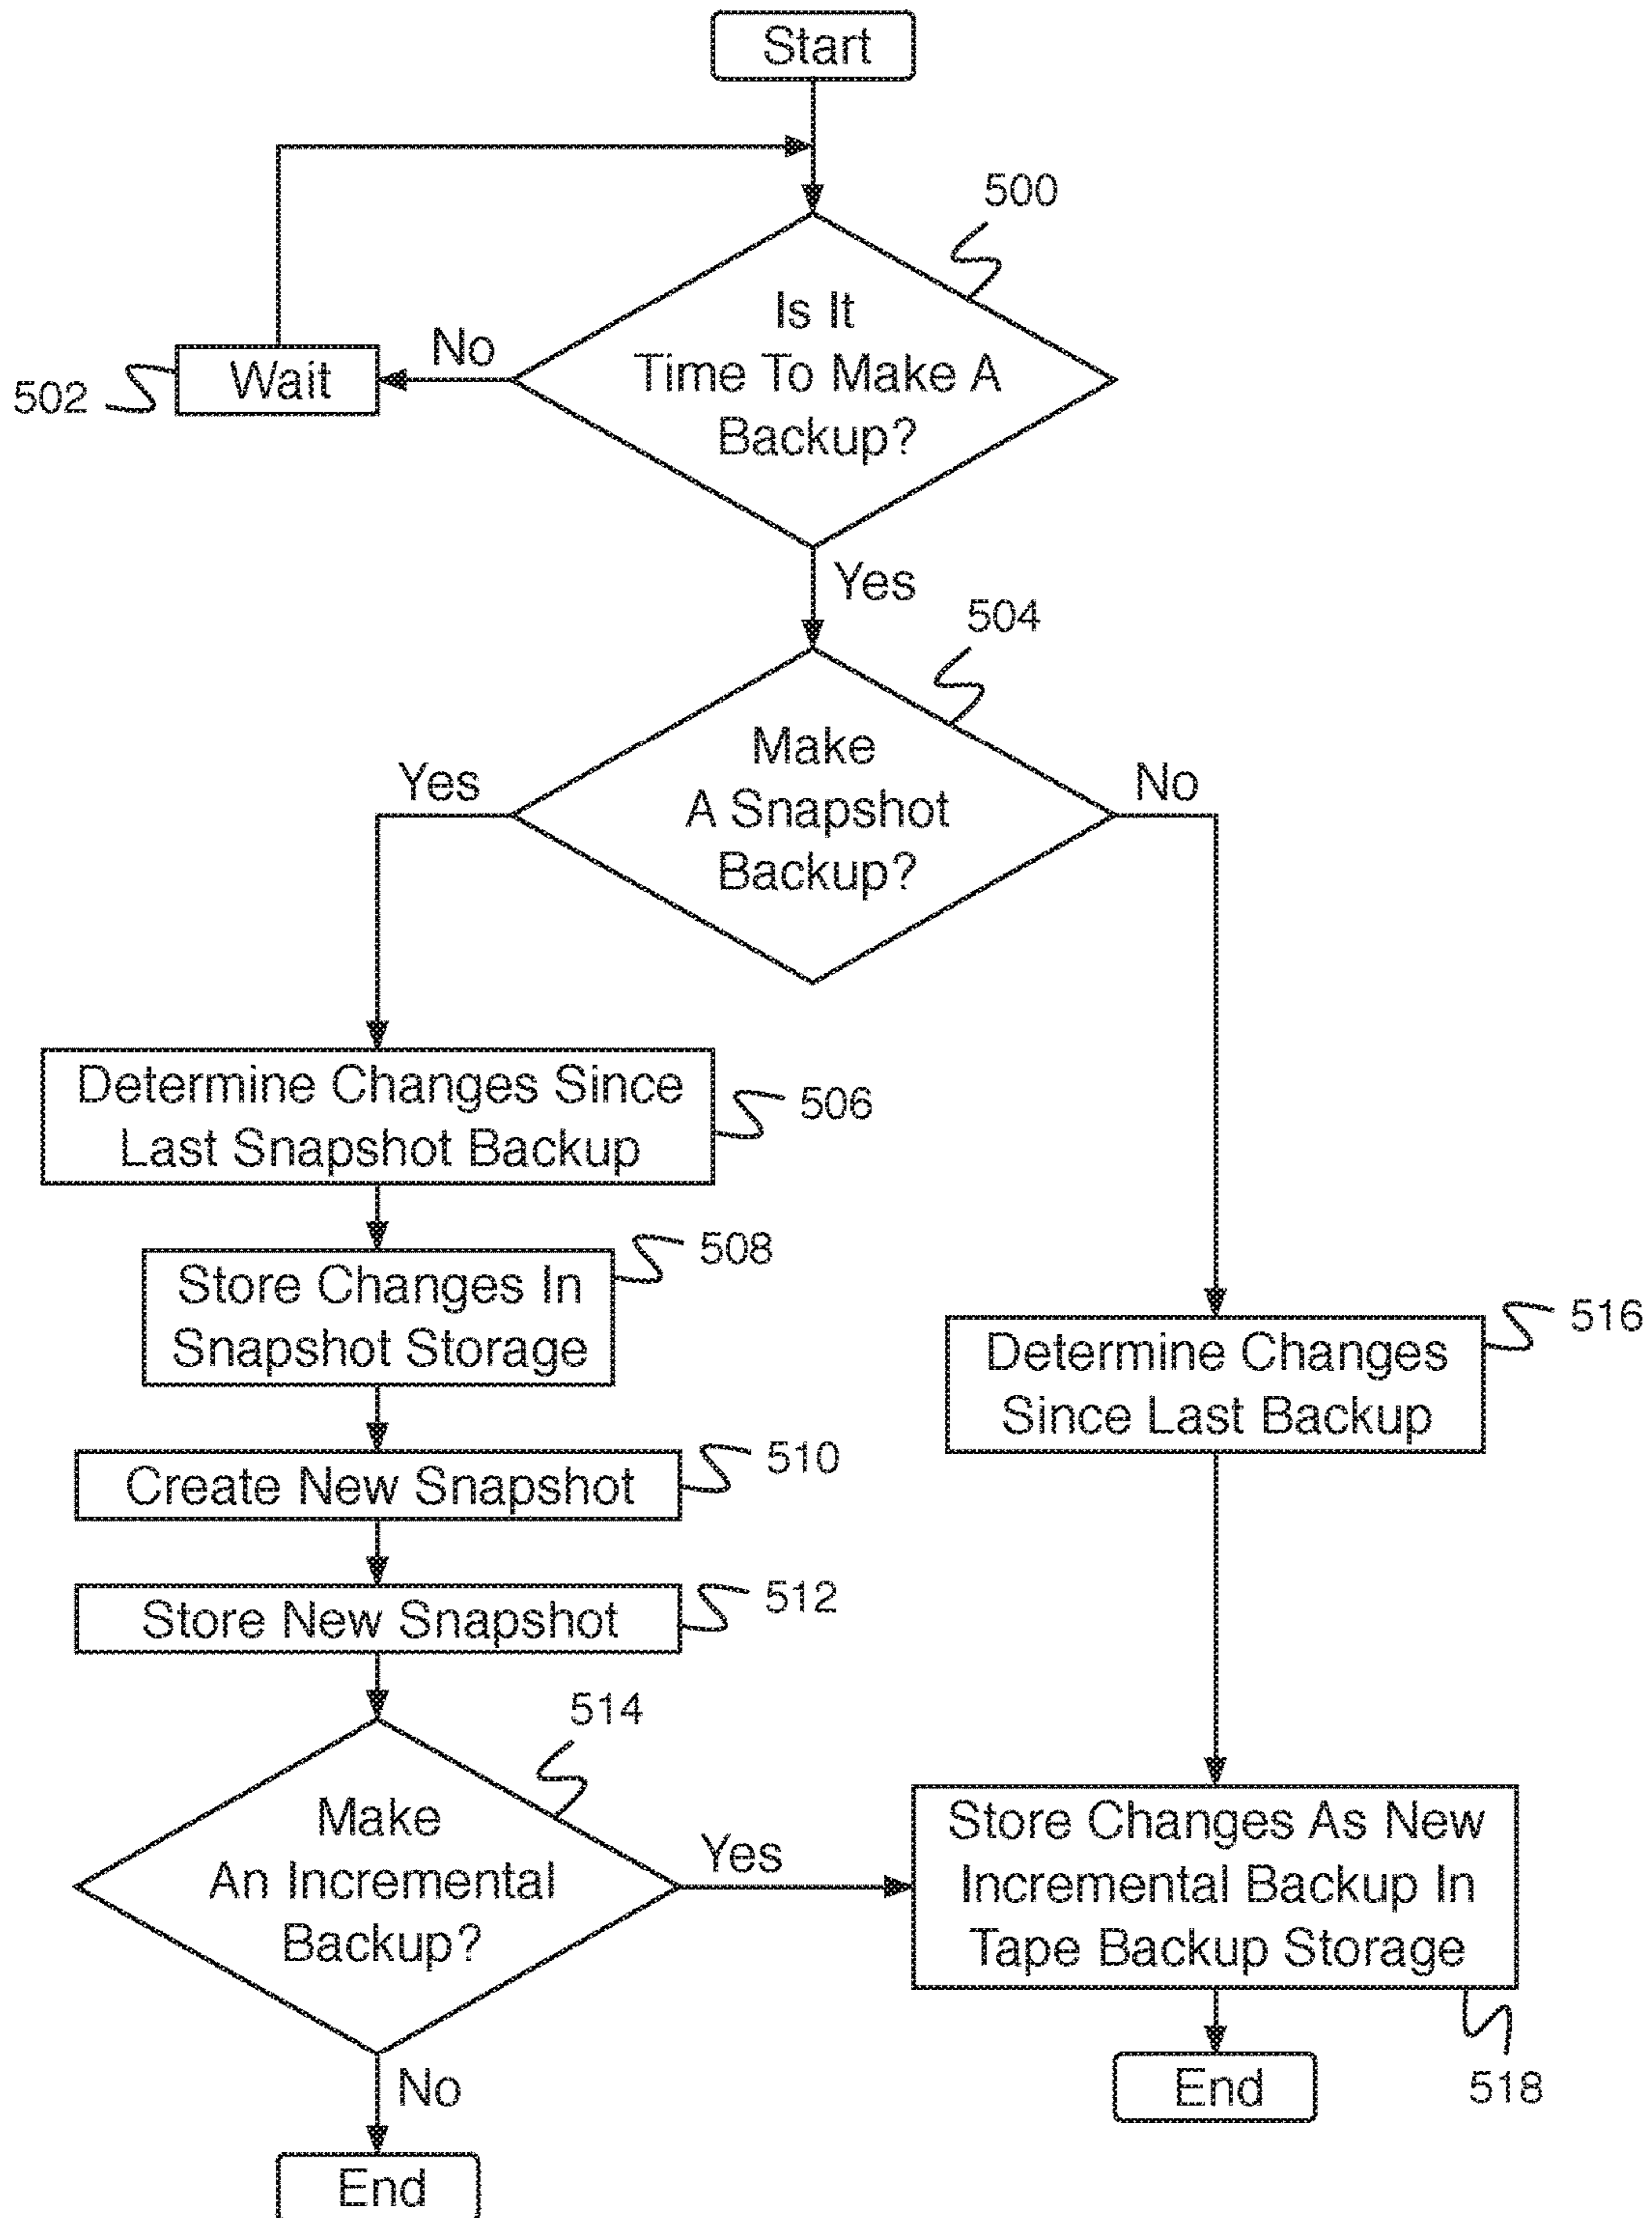 Start
500
Is It
Time To Make A
Backup?
No
Wait
502
Yes
504
Make
A Snapshot
Backup?
Yes
No
Determine Changes Since
Last Snapshot Backup
506
Store Changes In
Snapshot Storage
508
516
Determine Changes
Since Last Backup
Create New Snapshot
510
Store New Snapshot
512
514
Make
An Incremental
Backup?
Yes
Store Changes As New
Incremental Backup In
Tape Backup Storage
518
No
End
End